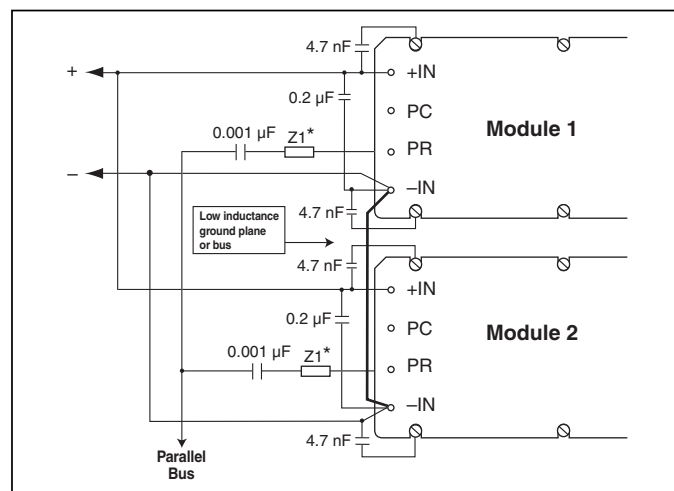 4.7 nF
+
+IN
0.2 µF
PC
Module 1
0.001 µF
Z1*
PR
–
–IN
4.7 nF
Low inductance
ground plane
or bus
4.7 nF
+IN
0.2 µF
PC
Module 2
0.001 µF
Z1*
PR
–IN
4.7 nF
Parallel
Bus